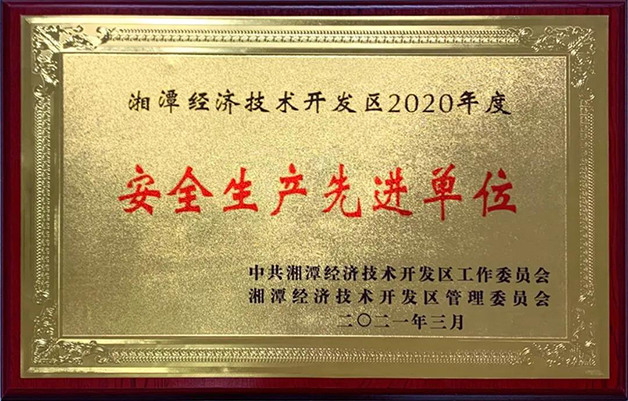 湘潭经济技术开发区2020年度
安全生产先进单位
中共湘潭经济技术开发区工作委员会
湘潭经济技术开发区管理委员会
二〇二一年三月